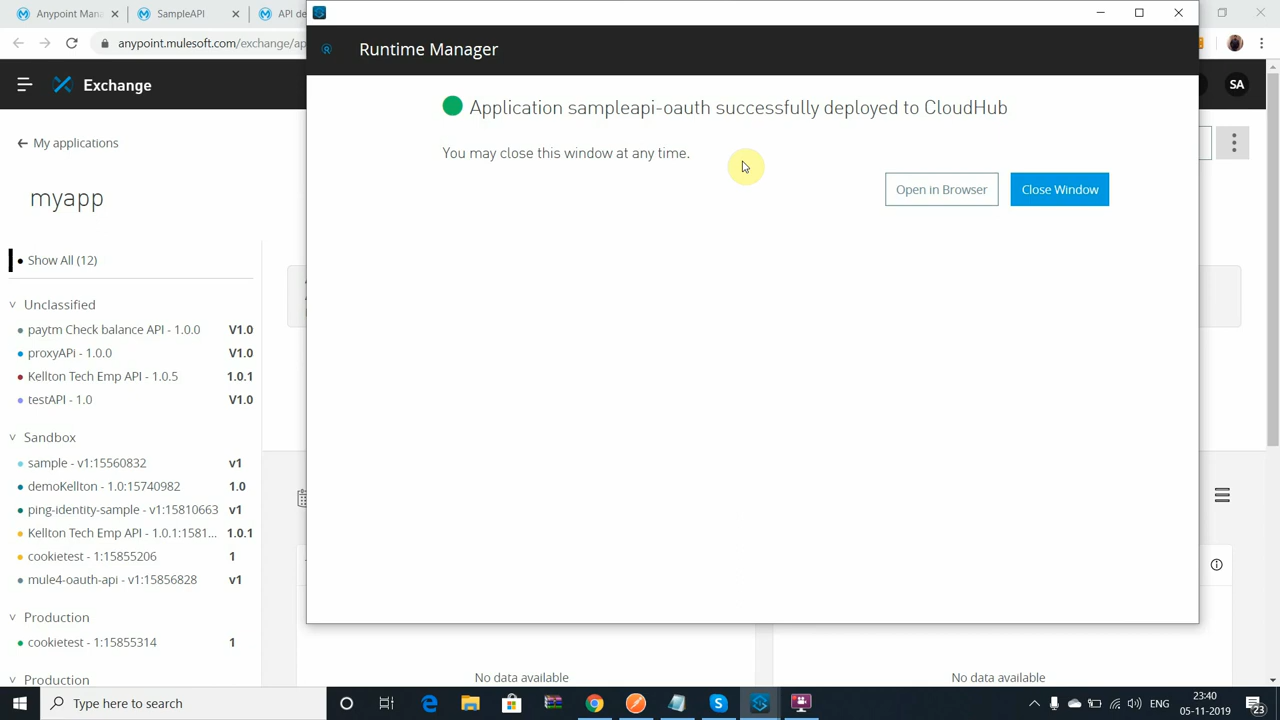 Anypoint Mana
SampleAPI
API de
anypoint.mulesoft.com/exchange/ap
Runtime Manager
Exchange
SA
Application sampleapi-oauth successfully deployed to CloudHub
You may close this window at any time.
Open in Browser
Close Window
My applications
myapp
Show All (12)
Unclassified
paytm Check balance API - 1.0.0 V1.0
proxyAPi - 1.0.0 V1.0
Kellton Tech Emp API - 1.0.5 1.0.1
testAPI - 1.0 V1.0
Sandbox
sample - v1:15560832 v1
demoKellton - 1.0:15740982 1.0
ping-identity-sample - v1:15810663 v1
Kellton Tech Emp API - 1.0.1:1581... 1.0.1
cookietest - 1:15855206 1
mule4-oauth-api - v1:15856828 v1
Production
cookietest - 1:15855314 1
Production
No data available
No data available
Type here to search
ENG
23:40
05-11-2019
23